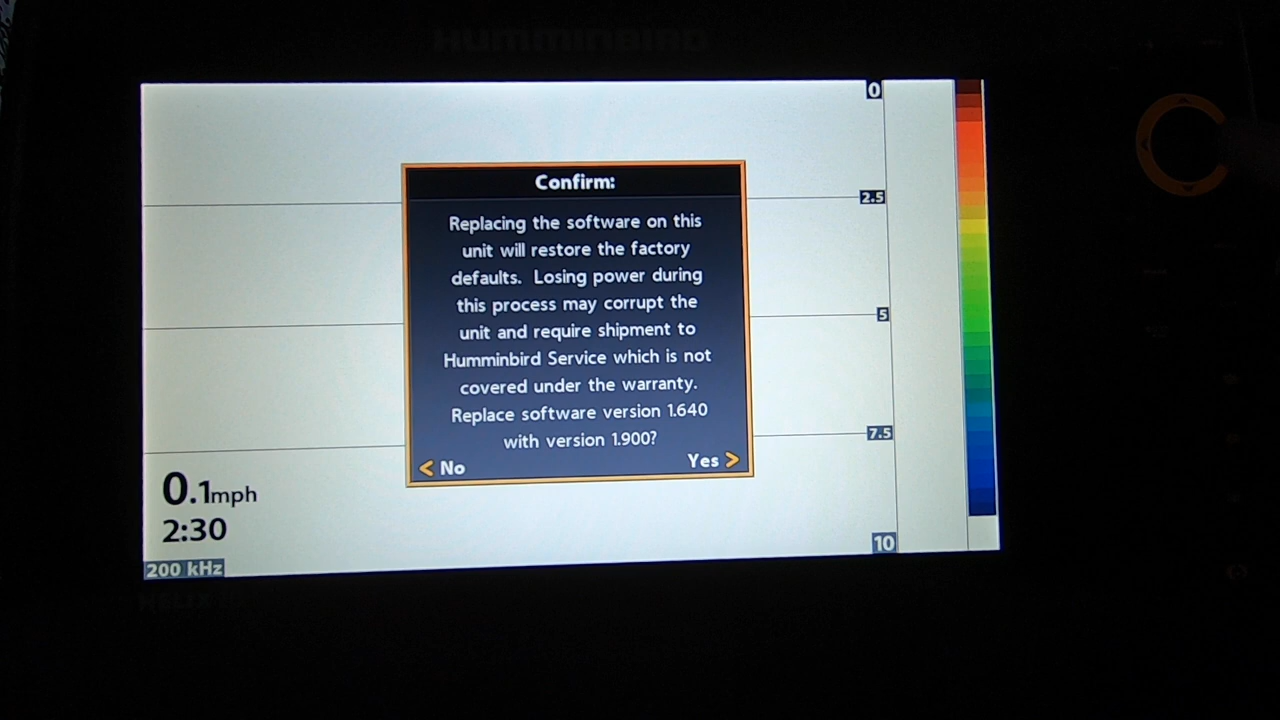 HUMMINBIRD
0
Confirm:
2.5
Replacing the software on this
unit will restore the factory
defaults. Losing power during
this process may corrupt the
5
unit and require shipment to
Humminbird Service which is not
covered under the warranty.
Replace software version 1.640
with version 1.900?
7.5
< No
Yes >
0.1mph
2:30
10
200 kHz
HELIX